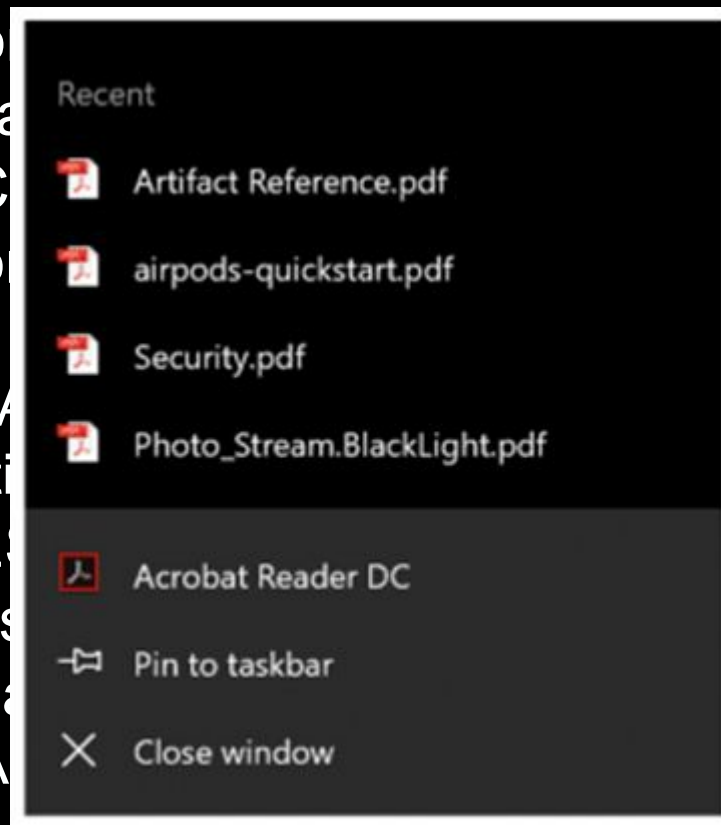 Recent
Artifact Reference.pdf
airpods-quickstart.pdf
Security.pdf
Photo_Stream.BlackLight.pdf
Acrobat Reader DC
Pin to taskbar
Close window